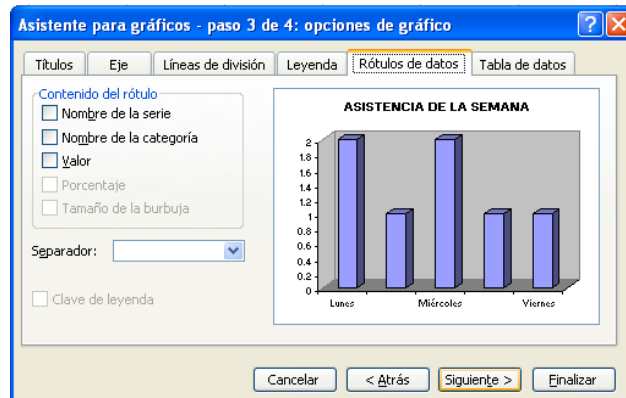 Asistente para gráficos - paso 3 de 4: opciones de gráfico
Títulos Eje Líneas de división Leyenda Rótulos de datos Tabla de datos
Contenido del rótulo
Nombre de la serie
Nombre de la categoría
Valor
Porcentaje
Tamaño de la burbuja
Separador:
Clave de leyenda
ASISTENCIA DE LA SEMANA
2
1.8
1.6
1.4
1.2
1
0.8
0.6
0.4
0.2
0
Lunes Miércoles Viernes
Cancelar < Atrás Siguiente > Finalizar